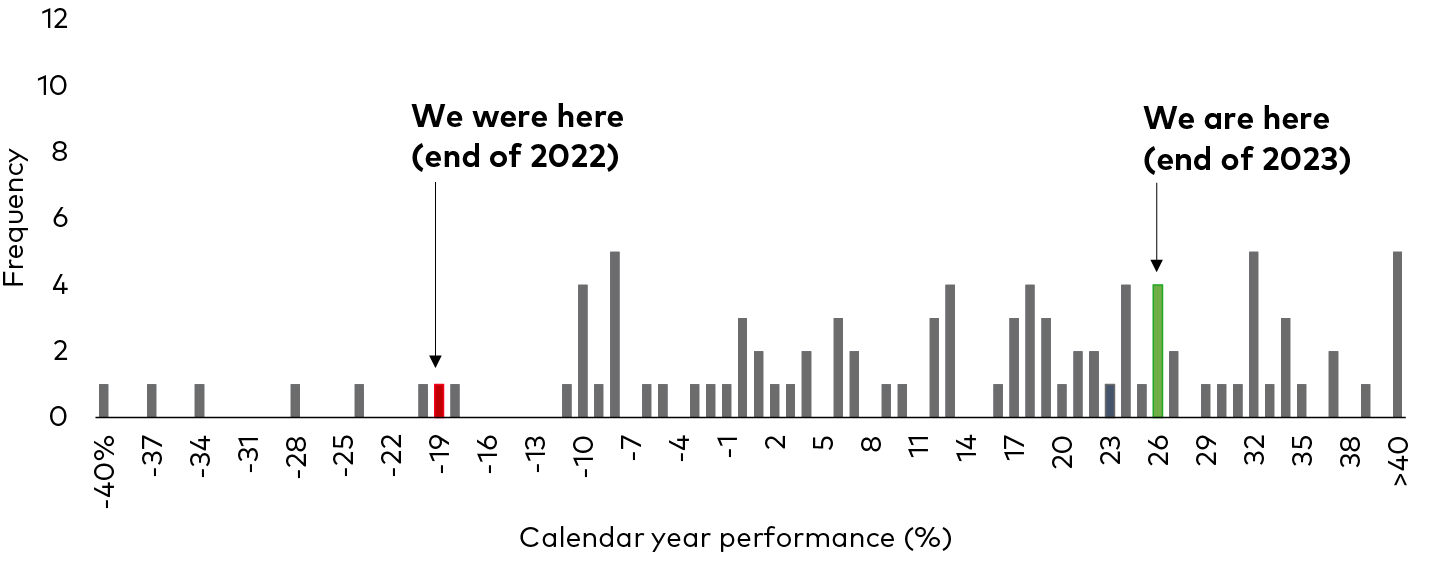 12
10
8
6
4
2
0
Frequency
We were here
(end of 2022)
We are here
(end of 2023)
-40% -37 -34 -31 -28 -25 -22 -19 -16 -13 -10 -7 -4 -1 2 5 8 11 14 17 20 23 26 29 32 35 38 >40
Calendar year performance (%)